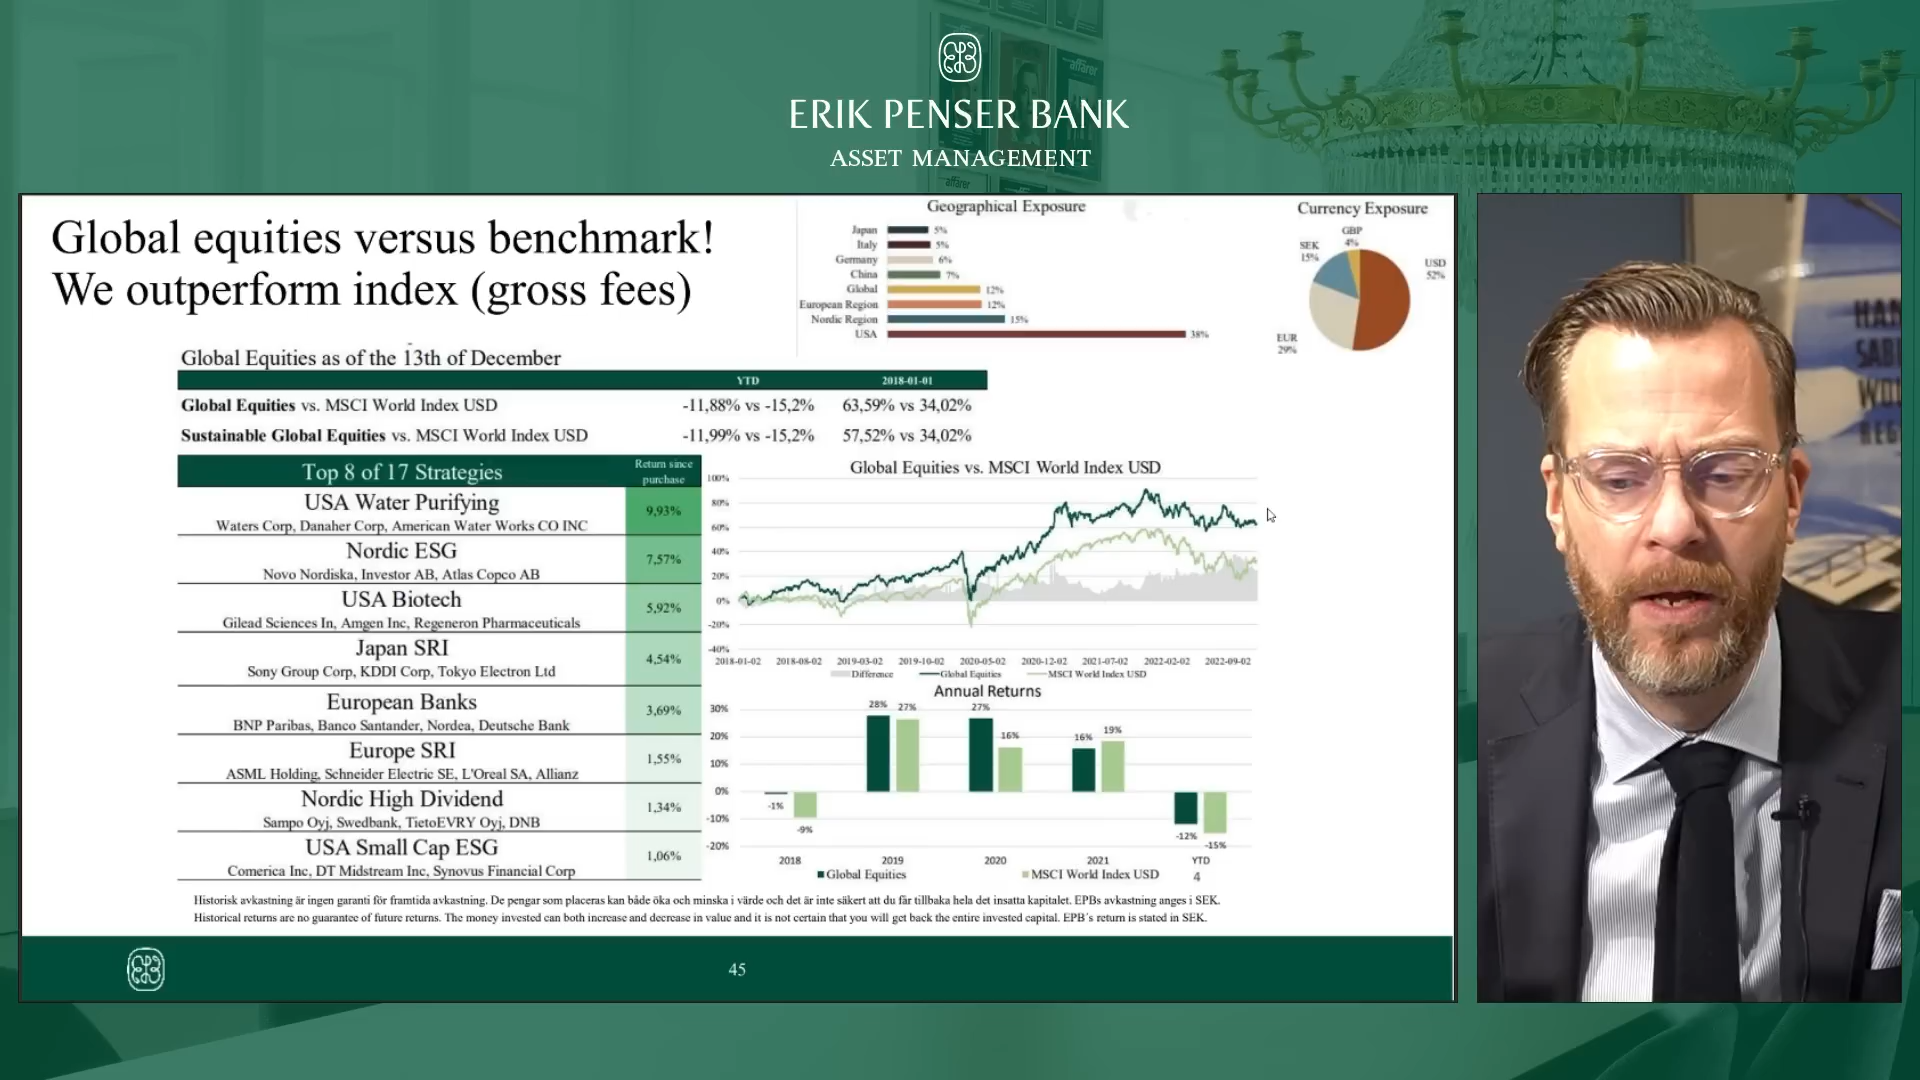 affärer
affärer
ERIK PENSER BANK
ASSET MANAGEMENT
Global equities versus benchmark!
We outperform index (gross fees)
Geographical Exposure
Japan 5%
Italy 5%
Germany 6%
China 7%
Global 12%
European Region 12%
Nordic Region 15%
USA 38%
Currency Exposure
GBP
4%
SEK
15%
USD
52%
EUR
29%
Global Equities as of the 13th of December
YTD 2018-01-01
Global Equities vs. MSCI World Index USD -11,88% vs -15,2% 63,59% vs 34,02%
Sustainable Global Equities vs. MSCI World Index USD -11,99% vs -15,2% 57,52% vs 34,02%
Top 8 of 17 Strategies Return since purchase
USA Water Purifying
Waters Corp, Danaher Corp, American Water Works CO INC
9,93%
Nordic ESG
Novo Nordiska, Investor AB, Atlas Copco AB
7,57%
USA Biotech
Gilead Sciences In, Amgen Inc, Regeneron Pharmaceuticals
5,92%
Japan SRI
Sony Group Corp, KDDI Corp, Tokyo Electron Ltd
4,54%
European Banks
BNP Paribas, Banco Santander, Nordea, Deutsche Bank
3,69%
Europe SRI
ASML Holding, Schneider Electric SE, L'Oreal SA, Allianz
1,55%
Nordic High Dividend
Sampo Oyj, Swedbank, TietoEVRY Oyj, DNB
1,34%
USA Small Cap ESG
Comerica Inc, DT Midstream Inc, Synovus Financial Corp
1,06%
Global Equities vs. MSCI World Index USD
100%
80%
60%
40%
20%
0%
-20%
-40%
2018-01-02 2018-08-02 2019-03-02 2019-10-02 2020-05-02 2020-12-02 2021-07-02 2022-02-02 2022-09-02
Difference Global Equities MSCI World Index USD
Annual Returns
30%
20%
10%
0%
-10%
-20%
-1% -9%
28% 27%
27% 16%
16% 19%
-12% -15%
2018 2019 2020 2021 YTD
Global Equities MSCI World Index USD 4
Historisk avkastning är ingen garanti för framtida avkastning. De pengar som placeras kan både öka och minska i värde och det är inte säkert att du får tillbaka hela det insatta kapitalet. EPBs avkastning anges i SEK.
Historical returns are no guarantee of future returns. The money invested can both increase and decrease in value and it is not certain that you will get back the entire invested capital. EPB´s return is stated in SEK.
45